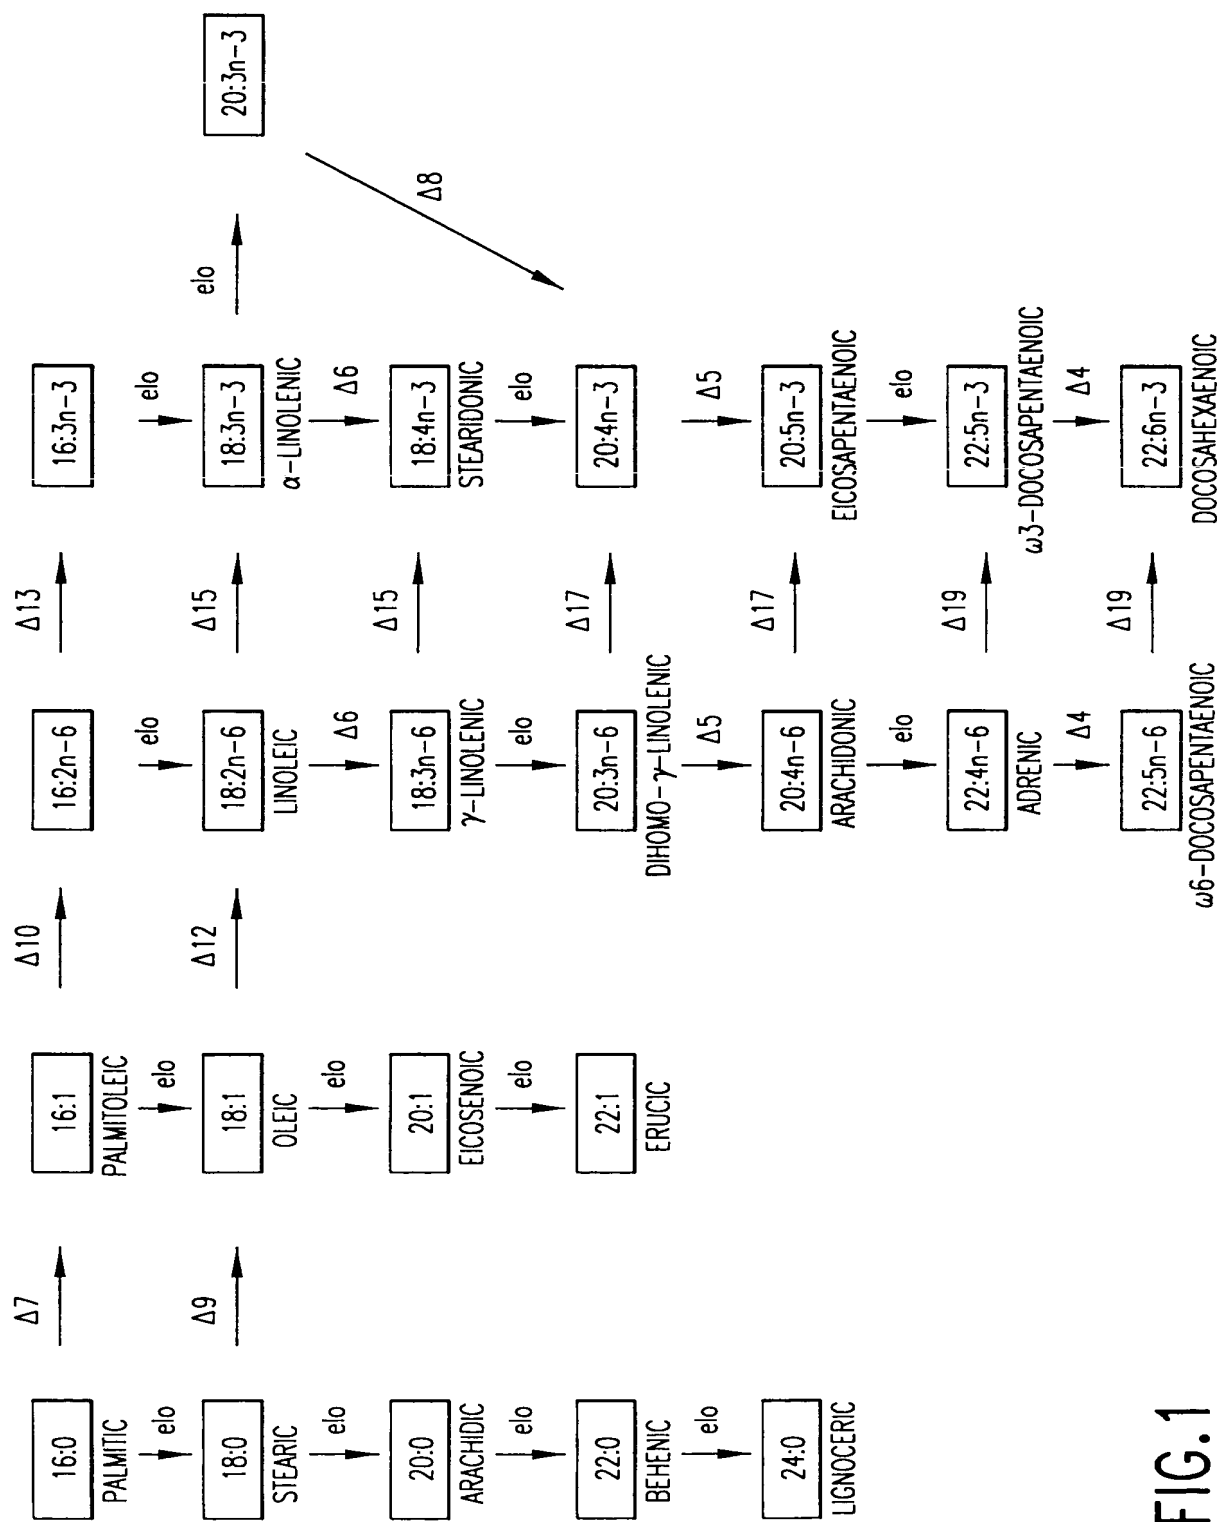 Δ7
Δ10
Δ13
16:0
16:1
16:2n-6
16:3n-3
PALMITIC
PALMITOLEIC
elo
elo
elo
elo
Δ9
Δ12
Δ15
elo
18:0
18:1
18:2n-6
18:3n-3
20:3n-3
STEARIC
OLEIC
LINOLEIC
α-LINOLENIC
elo
elo
Δ6
Δ6
Δ15
Δ8
20:0
20:1
18:3n-6
18:4n-3
ARACHIDIC
EICOSENOIC
γ-LINOLENIC
STEARIDONIC
elo
elo
elo
elo
Δ17
22:0
22:1
20:3n-6
20:4n-3
BEHENIC
ERUCIC
DIHOMO-γ-LINOLENIC
elo
Δ5
Δ5
Δ17
24:0
20:4n-6
20:5n-3
LIGNOCERIC
ARACHIDONIC
EICOSAPENTAENOIC
elo
elo
Δ19
22:4n-6
22:5n-3
ADRENIC
ω3-DOCOSAPENTAENOIC
Δ4
Δ4
Δ19
22:5n-6
22:6n-3
ω6-DOCOSAPENTAENOIC
DOCOSAHEXAENOIC
FIG.1